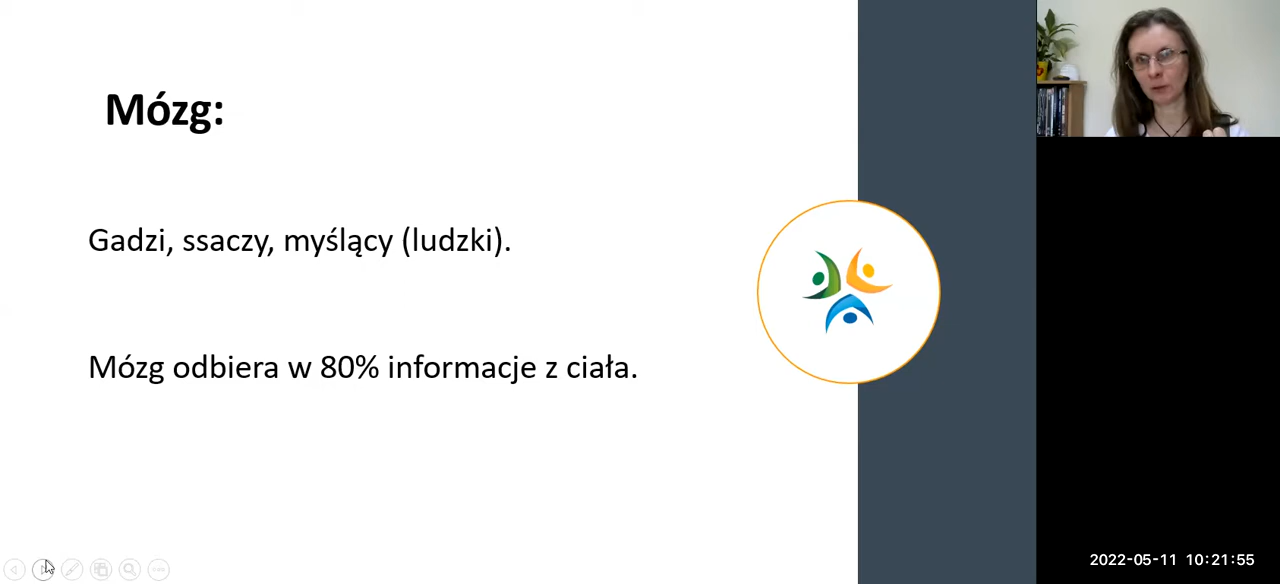 Mózg:
Gadzi, ssaczy, myślący (ludzki).
Mózg odbiera w 80% informacje z ciała.
2022-05-11 10:21:55